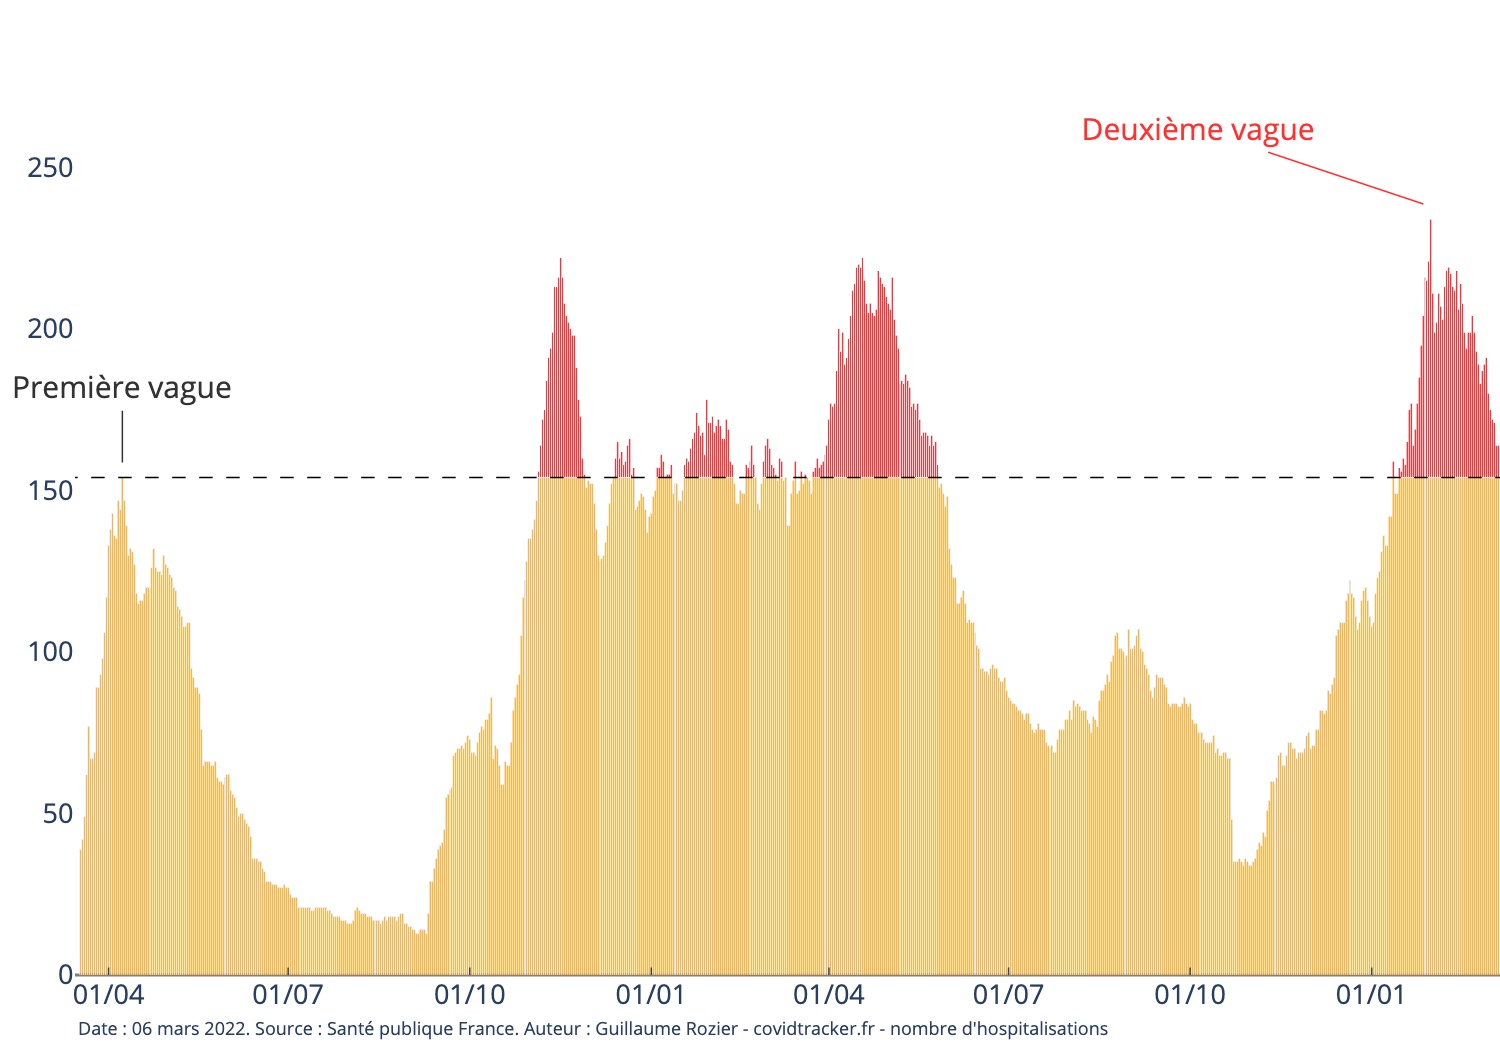 Deuxième vague
250
200
Première vague
150
100
50
0
01/04 01/07 01/10 01/01 01/04 01/07 01/10 01/01
Date : 06 mars 2022. Source : Santé publique France. Auteur : Guillaume Rozier - covidtracker.fr - nombre d'hospitalisations